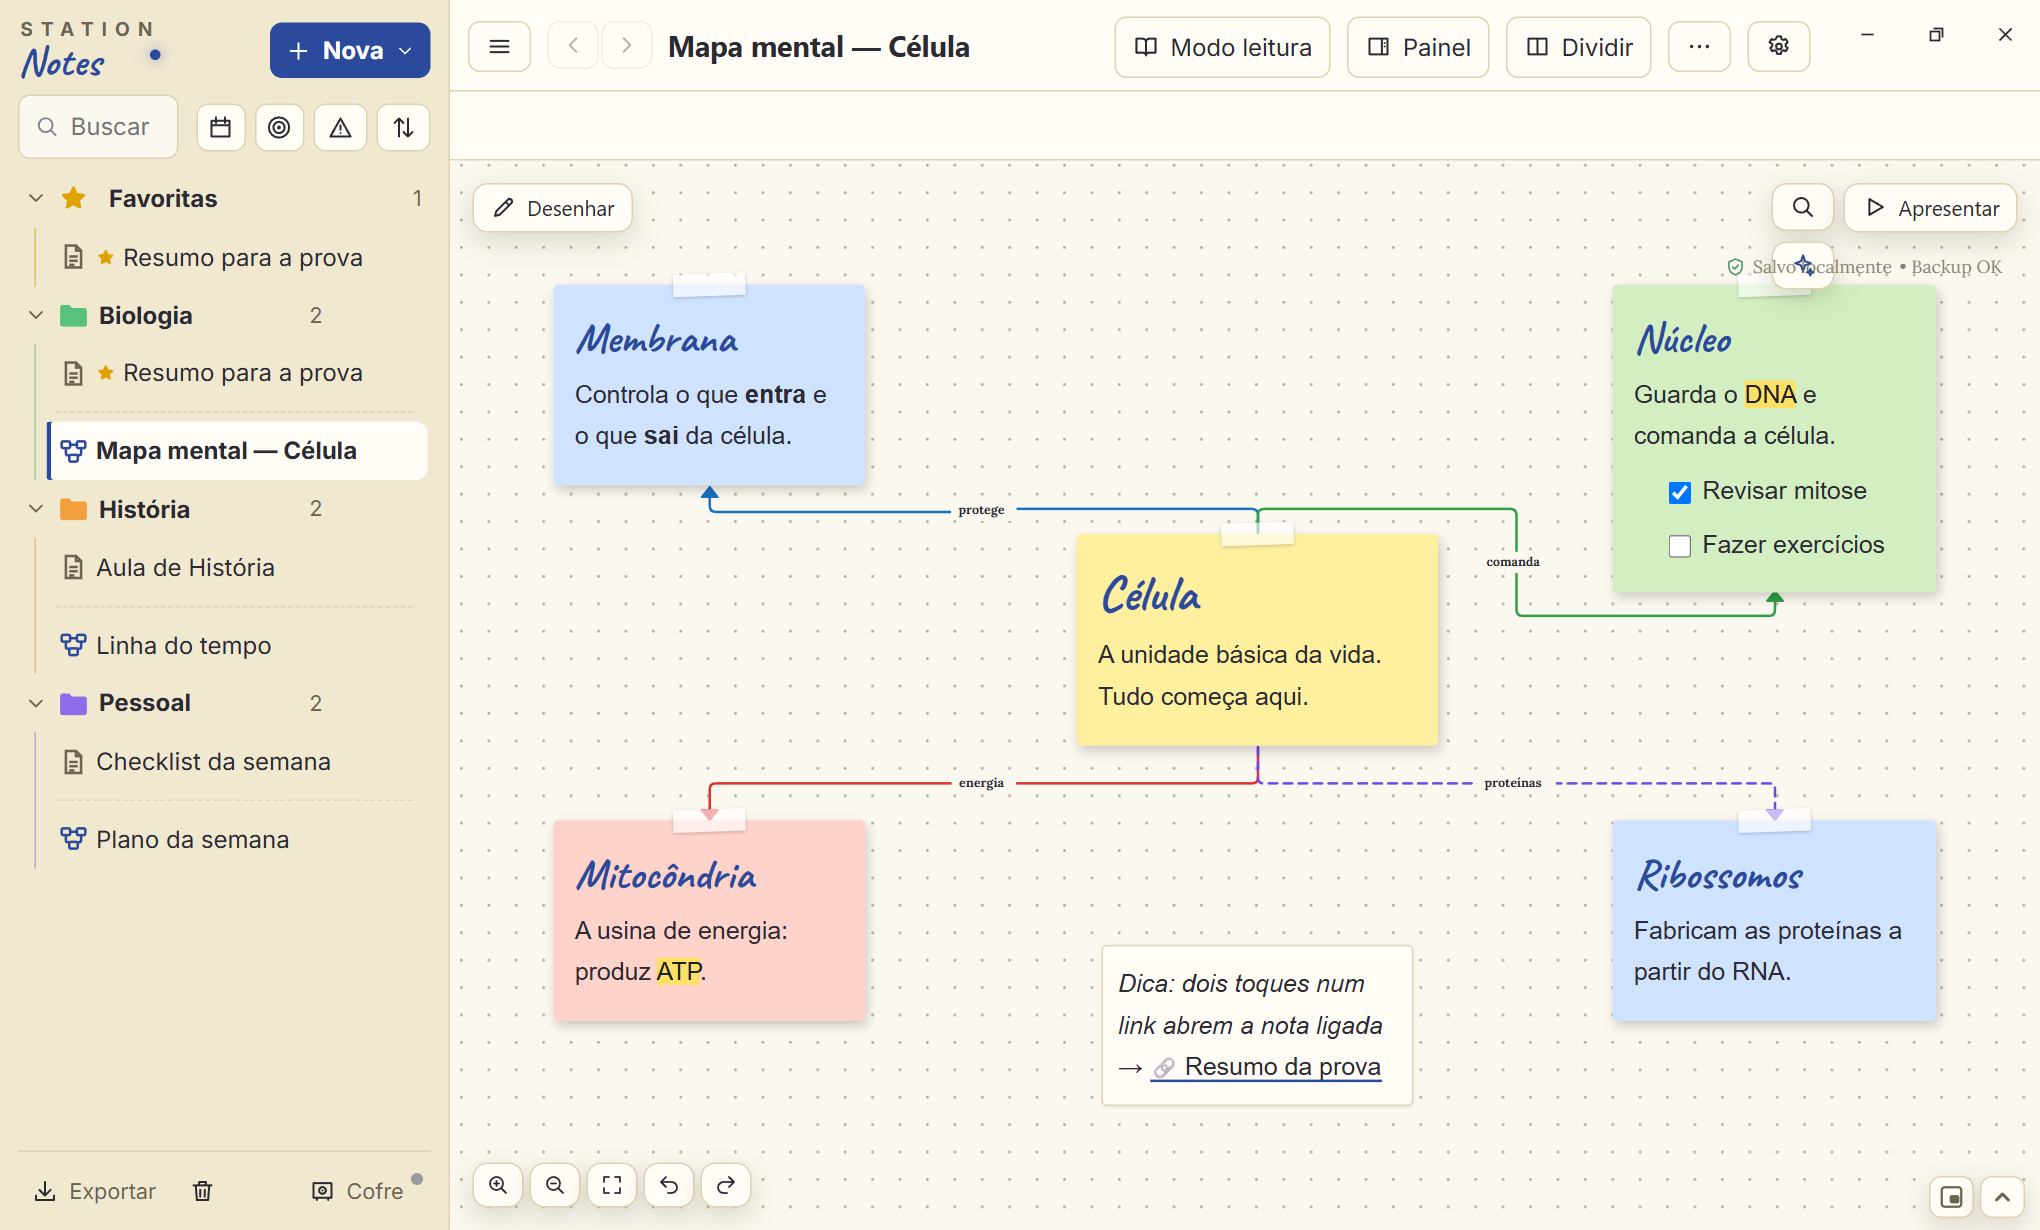 STATION
Notes
Nova
Buscar
Favoritas 1
Resumo para a prova
Biologia 2
Resumo para a prova
Mapa mental — Célula
História 2
Aula de História
Linha do tempo
Pessoal 2
Checklist da semana
Plano da semana
Exportar
Cofre
Mapa mental — Célula
Modo leitura
Painel
Dividir
Desenhar
Apresentar
Salvo localmente • Backup OK
Membrana
Controla o que entra e
o que sai da célula.
Núcleo
Guarda o DNA e
comanda a célula.
Revisar mitose
Fazer exercícios
protege
comanda
Célula
A unidade básica da vida.
Tudo começa aqui.
energia
proteínas
Mitocôndria
A usina de energia:
produz ATP.
Ribossomos
Fabricam as proteínas a
partir do RNA.
Dica: dois toques num
link abrem a nota ligada
→ 🔗 Resumo da prova